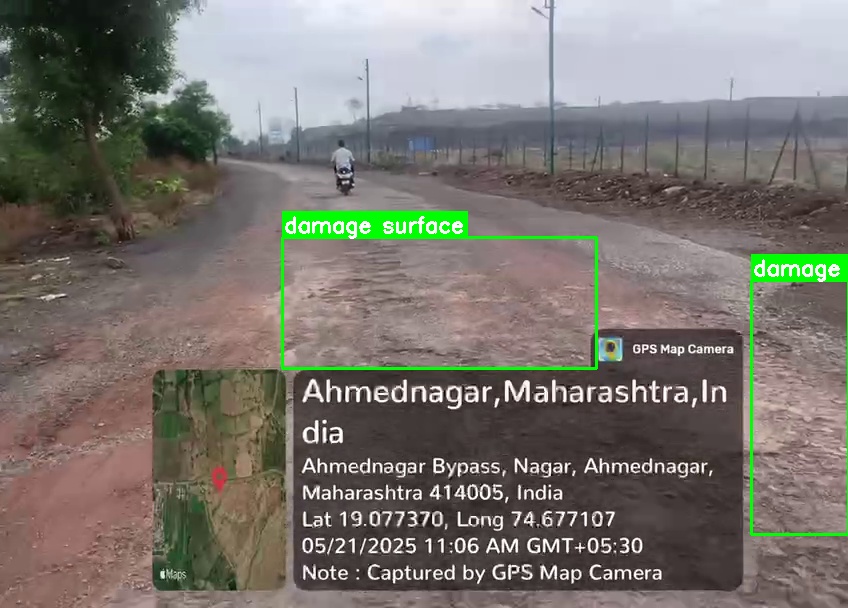 damage surface
damage
GPS Map Camera
Ahmednagar,Maharashtra,In
dia
Ahmednagar Bypass, Nagar, Ahmednagar,
Maharashtra 414005, India
Lat 19.077370, Long 74.677107
05/21/2025 11:06 AM GMT+05:30
Note : Captured by GPS Map Camera
Maps